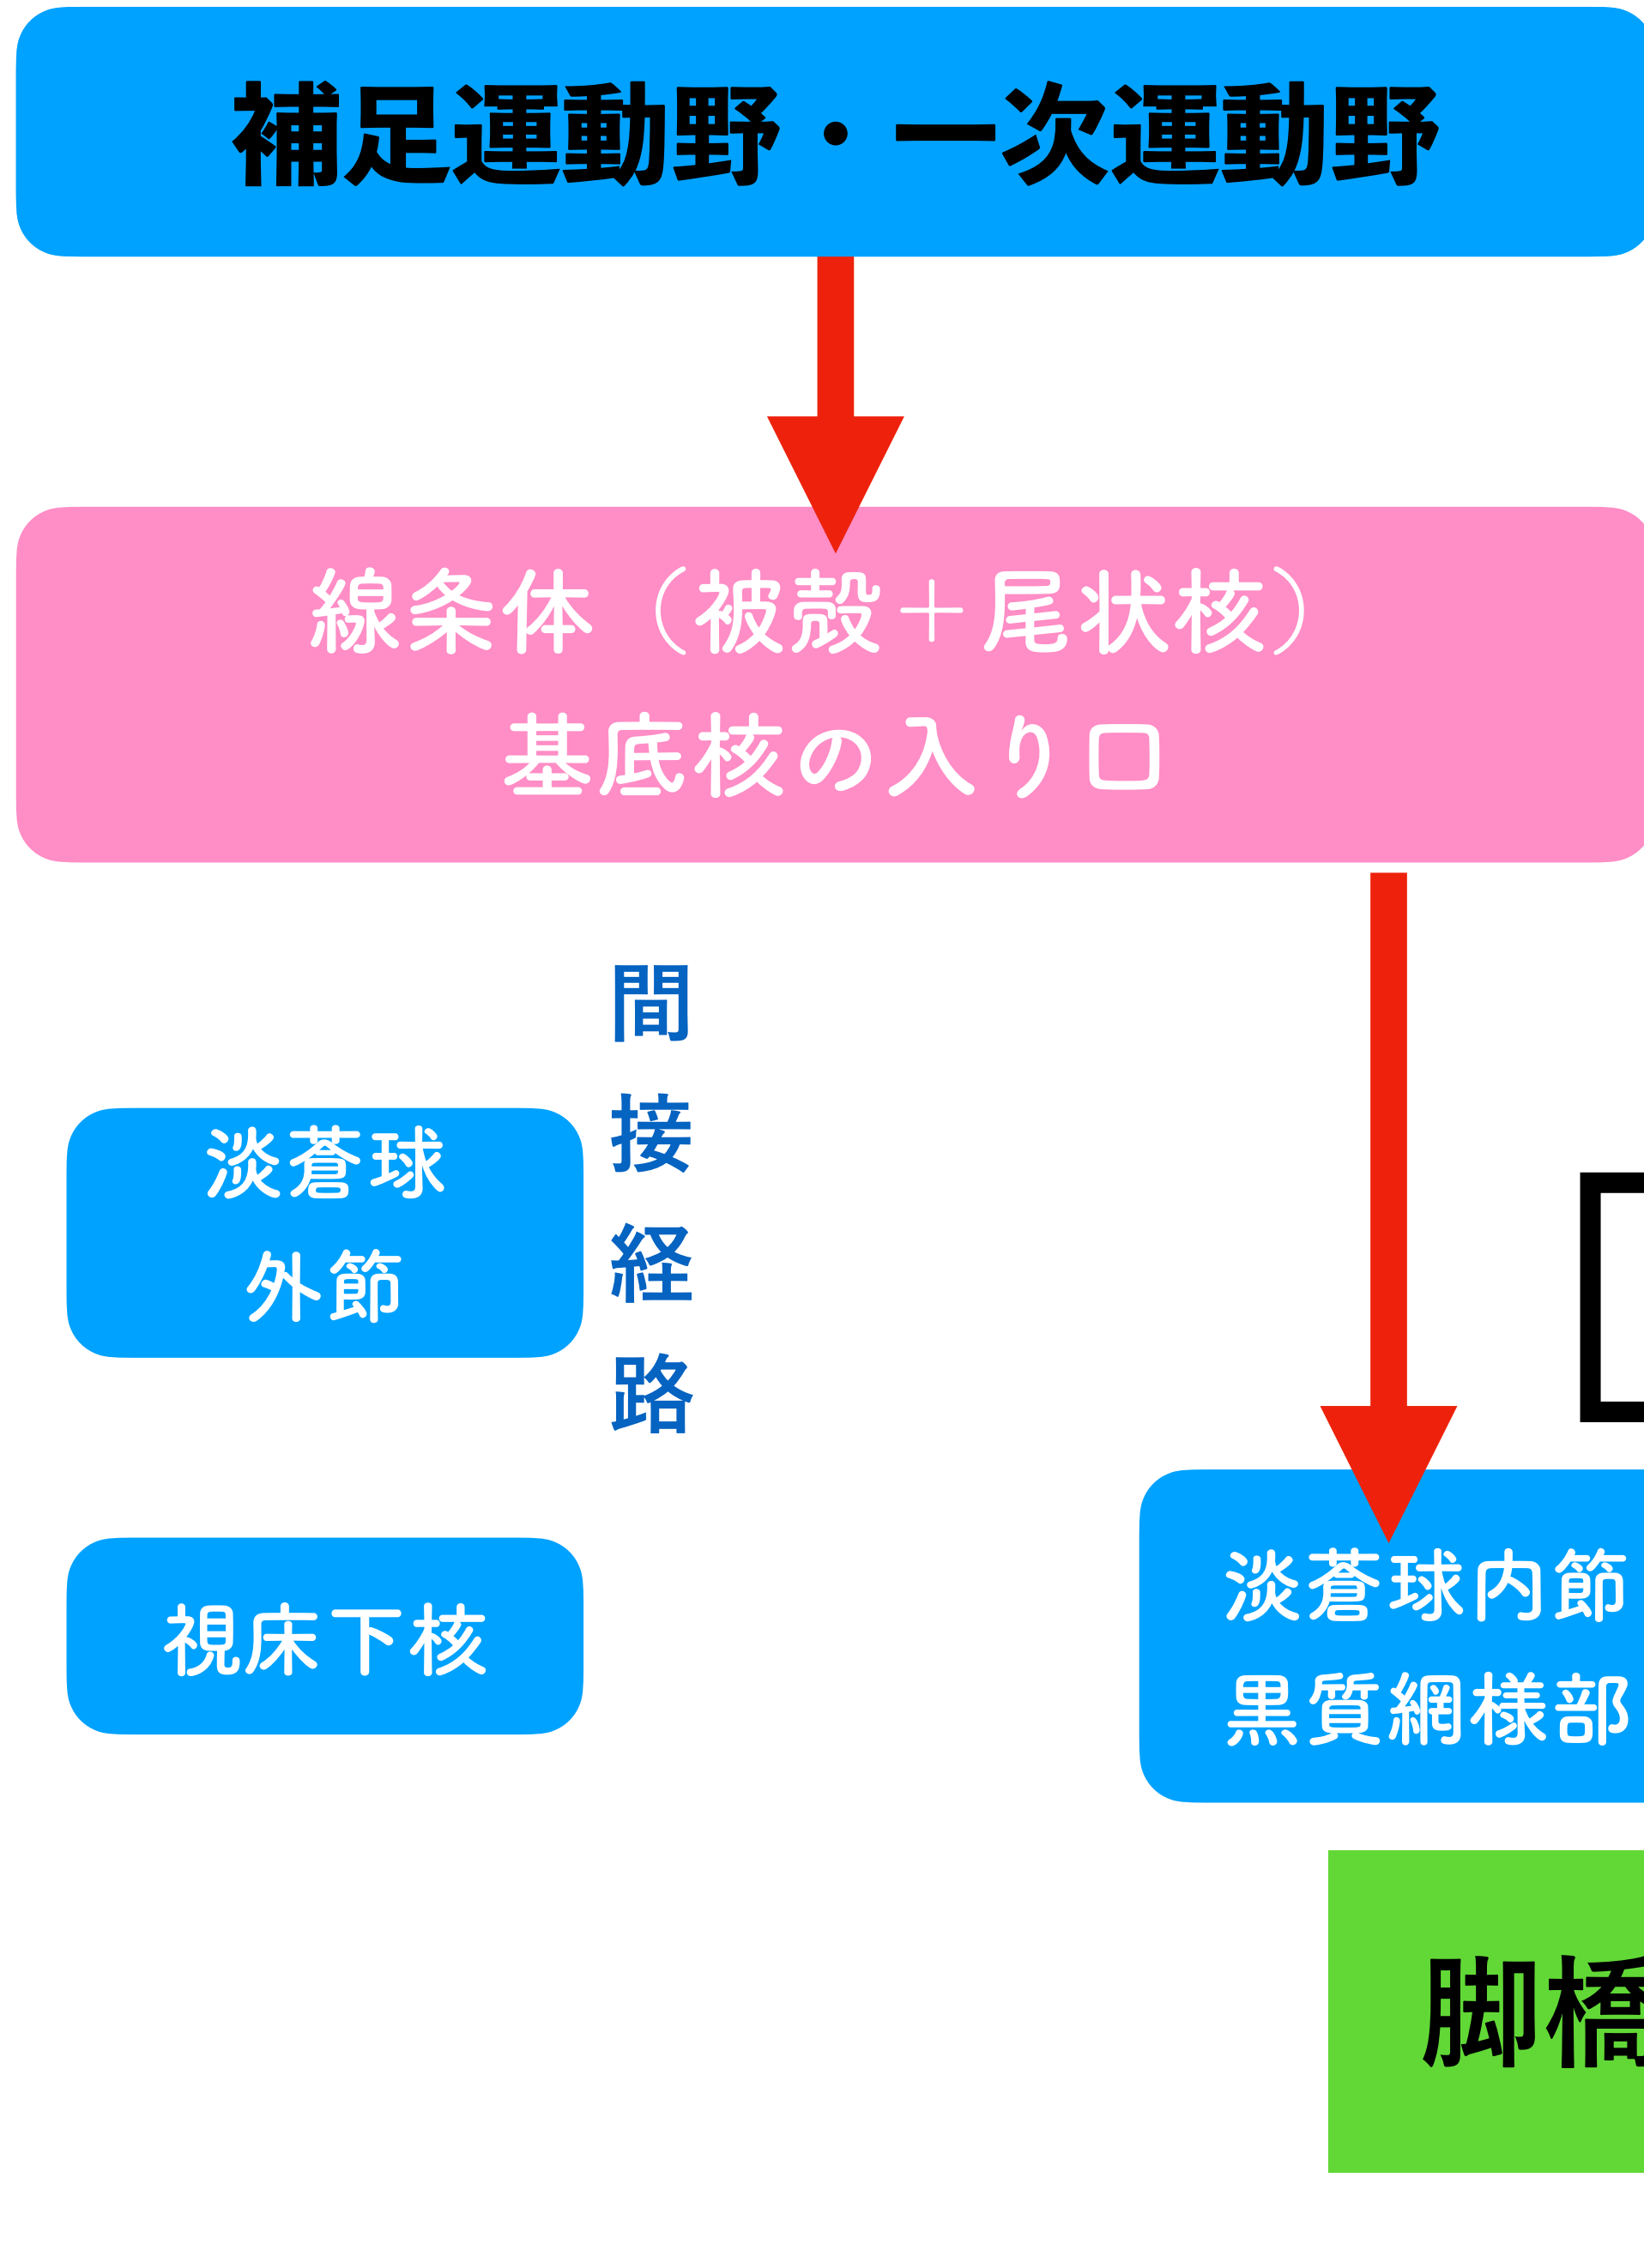 補足運動野・一次運動野
線条体（被殻＋尾状核）
基底核の入り口
間接経路
淡蒼球
外節
視床下核
淡蒼球内節
黒質網様部
脚橋